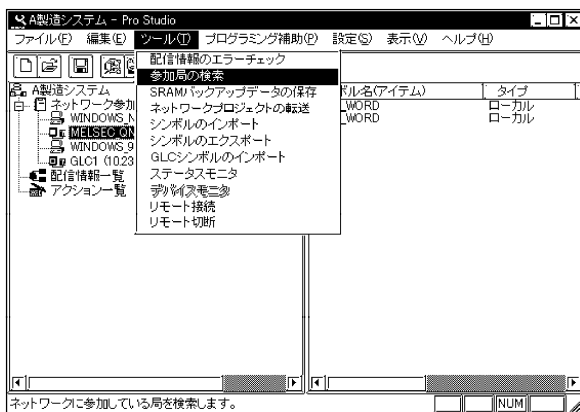 A製造システム - Pro Studio
ファイル(F) 編集(E) ツール(T) プログラミング補助(P) 設定(S) 表示(V) ヘルプ(H)
配信情報のエラーチェック
参加局の検索
SRAMバックアップデータの保存
ネットワークプロジェクトの転送
シンボルのインポート
シンボルのエクスポート
GLCシンボルのインポート
ステータスモニタ
デバイスモニタ
リモート接続
リモート切断
A製造システム
ネットワーク参加
WINDOWS_N
MELSEC_QN
WINDOWS_9
GLC1 (10.23
配信情報一覧
アクション一覧
ボル名(アイテム) タイプ
_WORD ローカル
_WORD ローカル
ネットワークに参加している局を検索します。 NUM